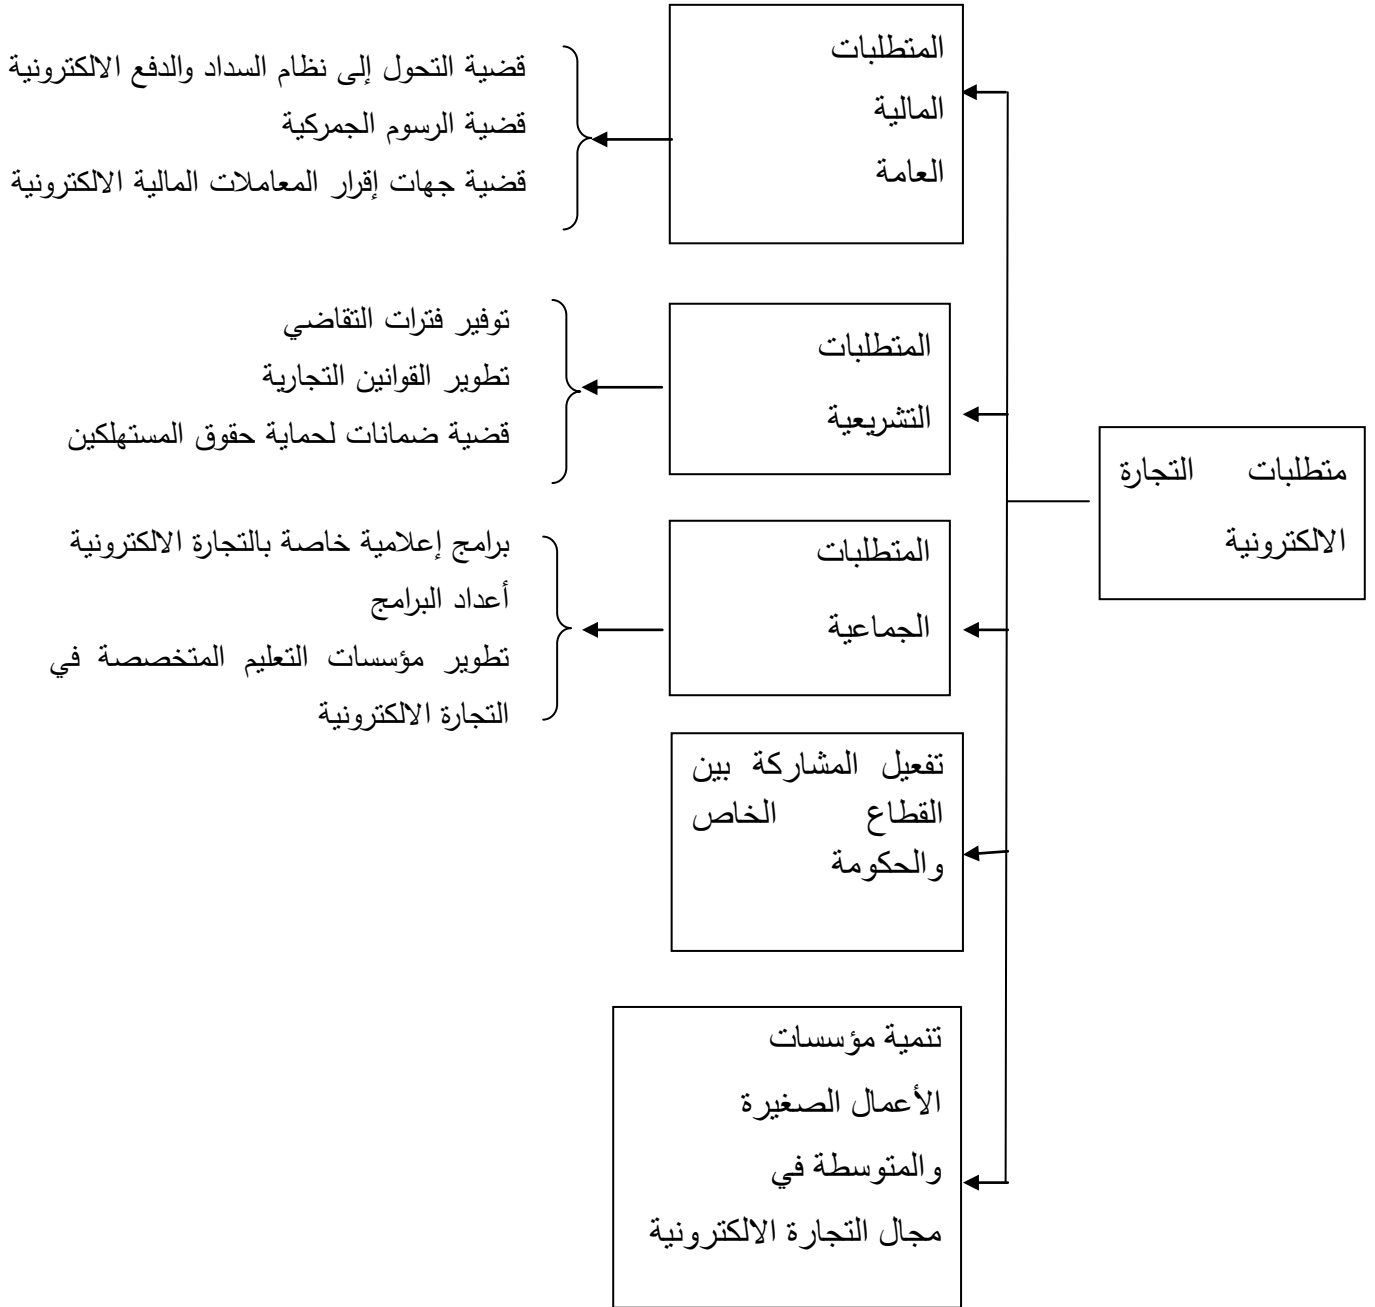 متطلبات التجارة
الالكترونية
المتطلبات
المالية
العامة
قضية التحول إلى نظام السداد والدفع الالكترونية
قضية الرسوم الجمركية
قضية جهات إقرار المعاملات المالية الالكترونية
المتطلبات
التشريعية
توفير فترات التقاضي
تطوير القوانين التجارية
قضية ضمانات لحماية حقوق المستهلكين
المتطلبات
الجماعية
برامج إعلامية خاصة بالتجارة الالكترونية
أعداد البرامج
تطوير مؤسسات التعليم المتخصصة في
التجارة الالكترونية
تفعيل المشاركة بين
القطاع الخاص
والحكومة
تنمية مؤسسات
الأعمال الصغيرة
والمتوسطة في
مجال التجارة الالكترونية